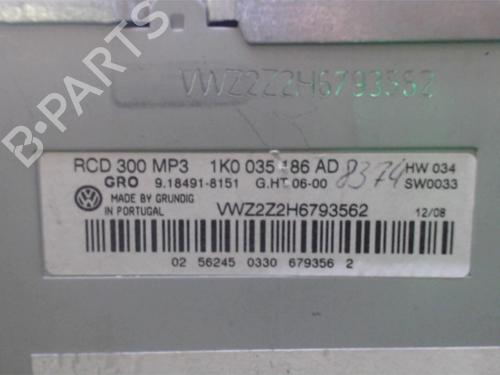 VWZ2Z2H6793562
B-PARTS
RCD 300 MP3 1K0 035 186 AD 8374 HW 034
GRO 9.18491-8151 G.HT 06-00 SW0033
MADE BY GRUNDIG
IN PORTUGAL
VWZ2Z2H6793562 12/08
02 56245 0330 679356 2